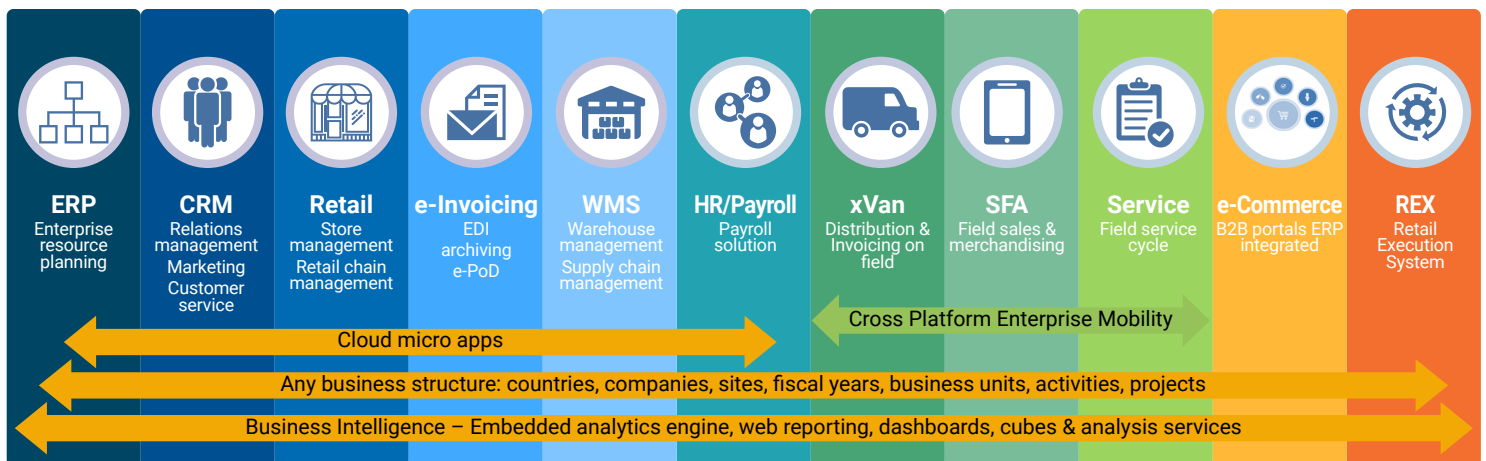 ERP
Enterprise
resource
planning
CRM
Relations
management
Marketing
Customer
service
Retail
Store
management
Retail chain
management
e-Invoicing
EDI
archiving
e-PoD
WMS
Warehouse
management
Supply chain
management
HR/Payroll
Payroll
solution
xVan
Distribution &
Invoicing on
field
SFA
Field sales &
merchandising
Service
Field service
cycle
e-Commerce
B2B portals ERP
integrated
REX
Retail
Execution
System
Cross Platform Enterprise Mobility
Cloud micro apps
Any business structure: countries, companies, sites, fiscal years, business units, activities, projects
Business Intelligence – Embedded analytics engine, web reporting, dashboards, cubes & analysis services